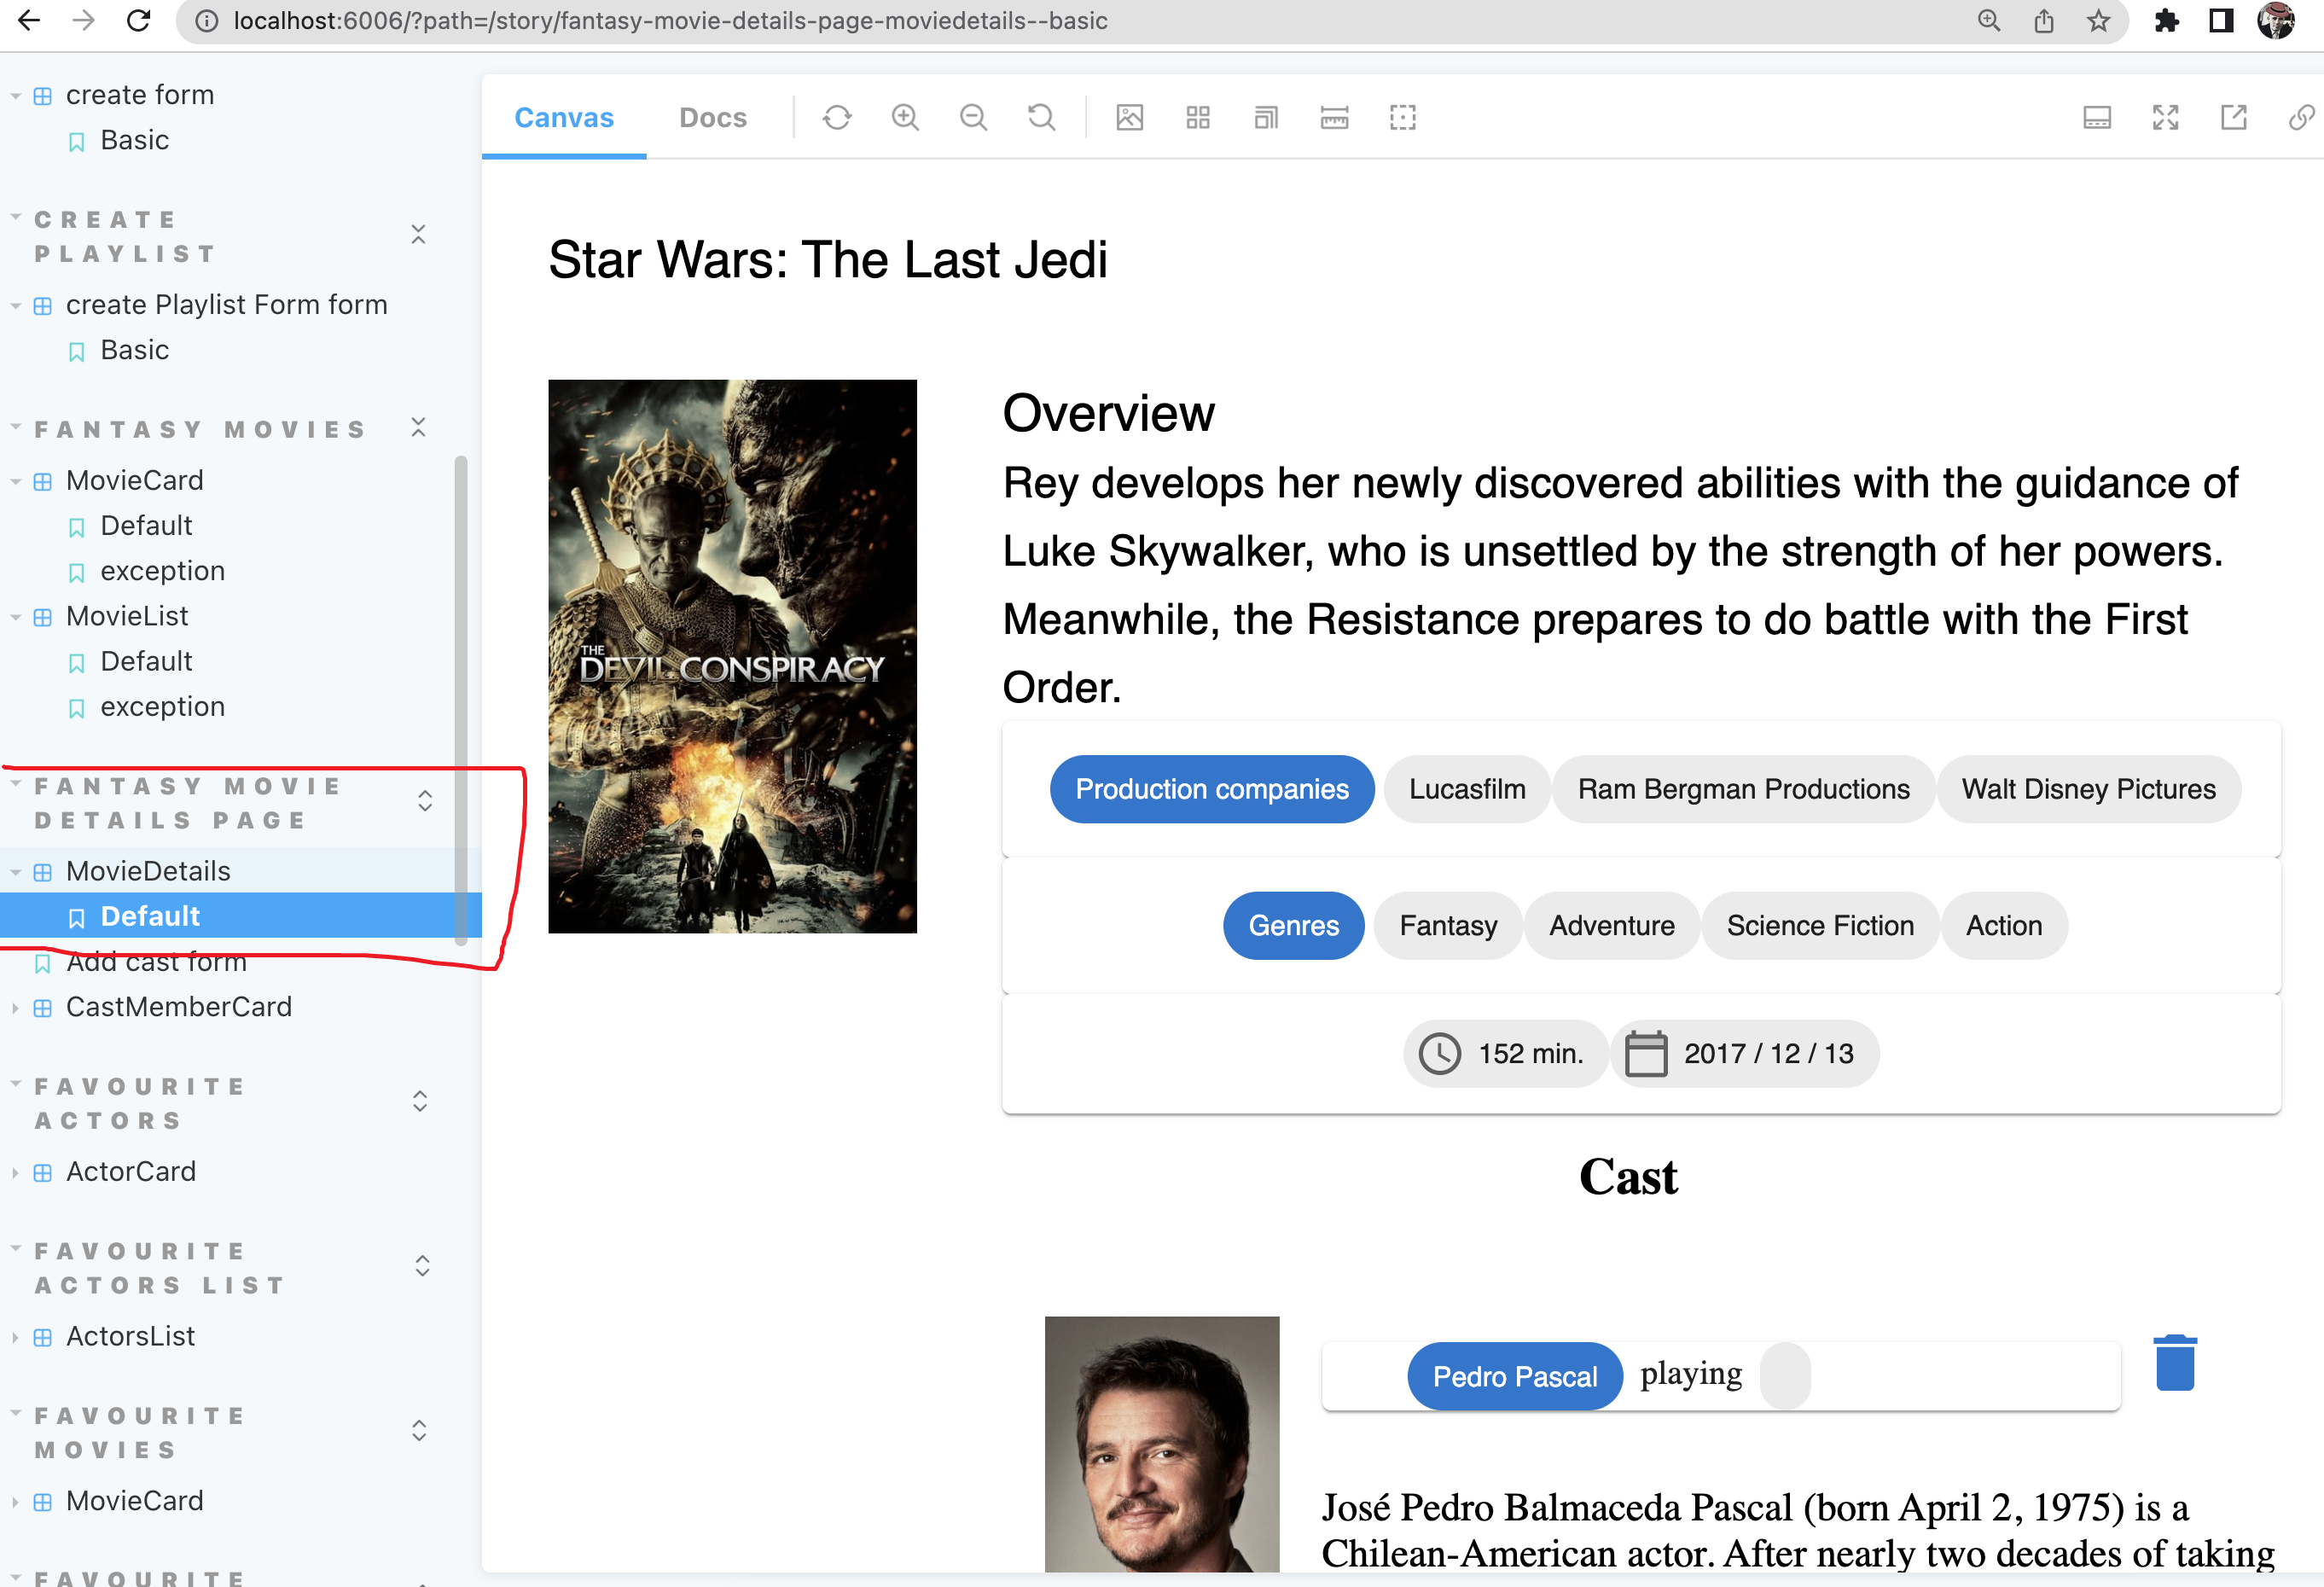 localhost:6006/?path=/story/fantasy-movie-details-page-moviedetails--basic
create form
Basic
CREATE
PLAYLIST
create Playlist Form form
Basic
FANTASY MOVIES
MovieCard
Default
exception
MovieList
Default
exception
FANTASY MOVIE
DETAILS PAGE
MovieDetails
Default
Add cast form
CastMemberCard
FAVOURITE
ACTORS
ActorCard
FAVOURITE
ACTORS LIST
ActorsList
FAVOURITE
MOVIES
MovieCard
FAVOURITE
Canvas Docs
Star Wars: The Last Jedi
THE
DEVIL CONSPIRACY
Overview
Rey develops her newly discovered abilities with the guidance of
Luke Skywalker, who is unsettled by the strength of her powers.
Meanwhile, the Resistance prepares to do battle with the First
Order.
Production companies Lucasfilm Ram Bergman Productions Walt Disney Pictures
Genres Fantasy Adventure Science Fiction Action
152 min. 2017 / 12 / 13
Cast
Pedro Pascal playing
José Pedro Balmaceda Pascal (born April 2, 1975) is a
Chilean-American actor. After nearly two decades of taking